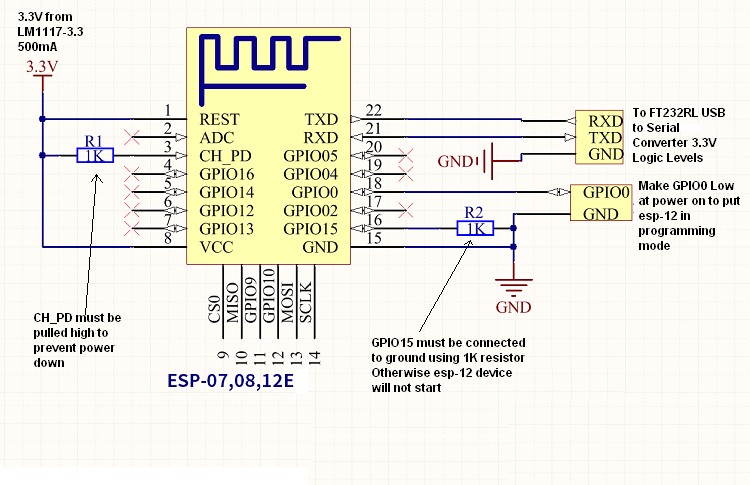 3.3V from
LM1117-3.3
500mA
3.3V
1
REST
2
ADC
R1
1K
3
CH_PD
4
GPIO16
5
GPIO14
6
GPIO12
7
GPIO13
8
VCC
TXD
22
RXD
21
GPIO05
20
GPIO04
19
GPIO0
18
GPIO02
17
GPIO15
16
GND
15
R2
1K
GND
RXD
TXD
GND
To FT232RL USB
to Serial
Converter 3.3V
Logic Levels
GPIO0
GND
Make GPIO0 Low
at power on to put
esp-12 in
programming
mode
GND
CS0
MISO
GPIO9
GPIO10
MOSI
SCLK
9
10
11
12
13
14
CH_PD must be
pulled high to
prevent power
down
GPIO15 must be connected
to ground using 1K resistor
Otherwise esp-12 device
will not start
ESP-07,08,12E